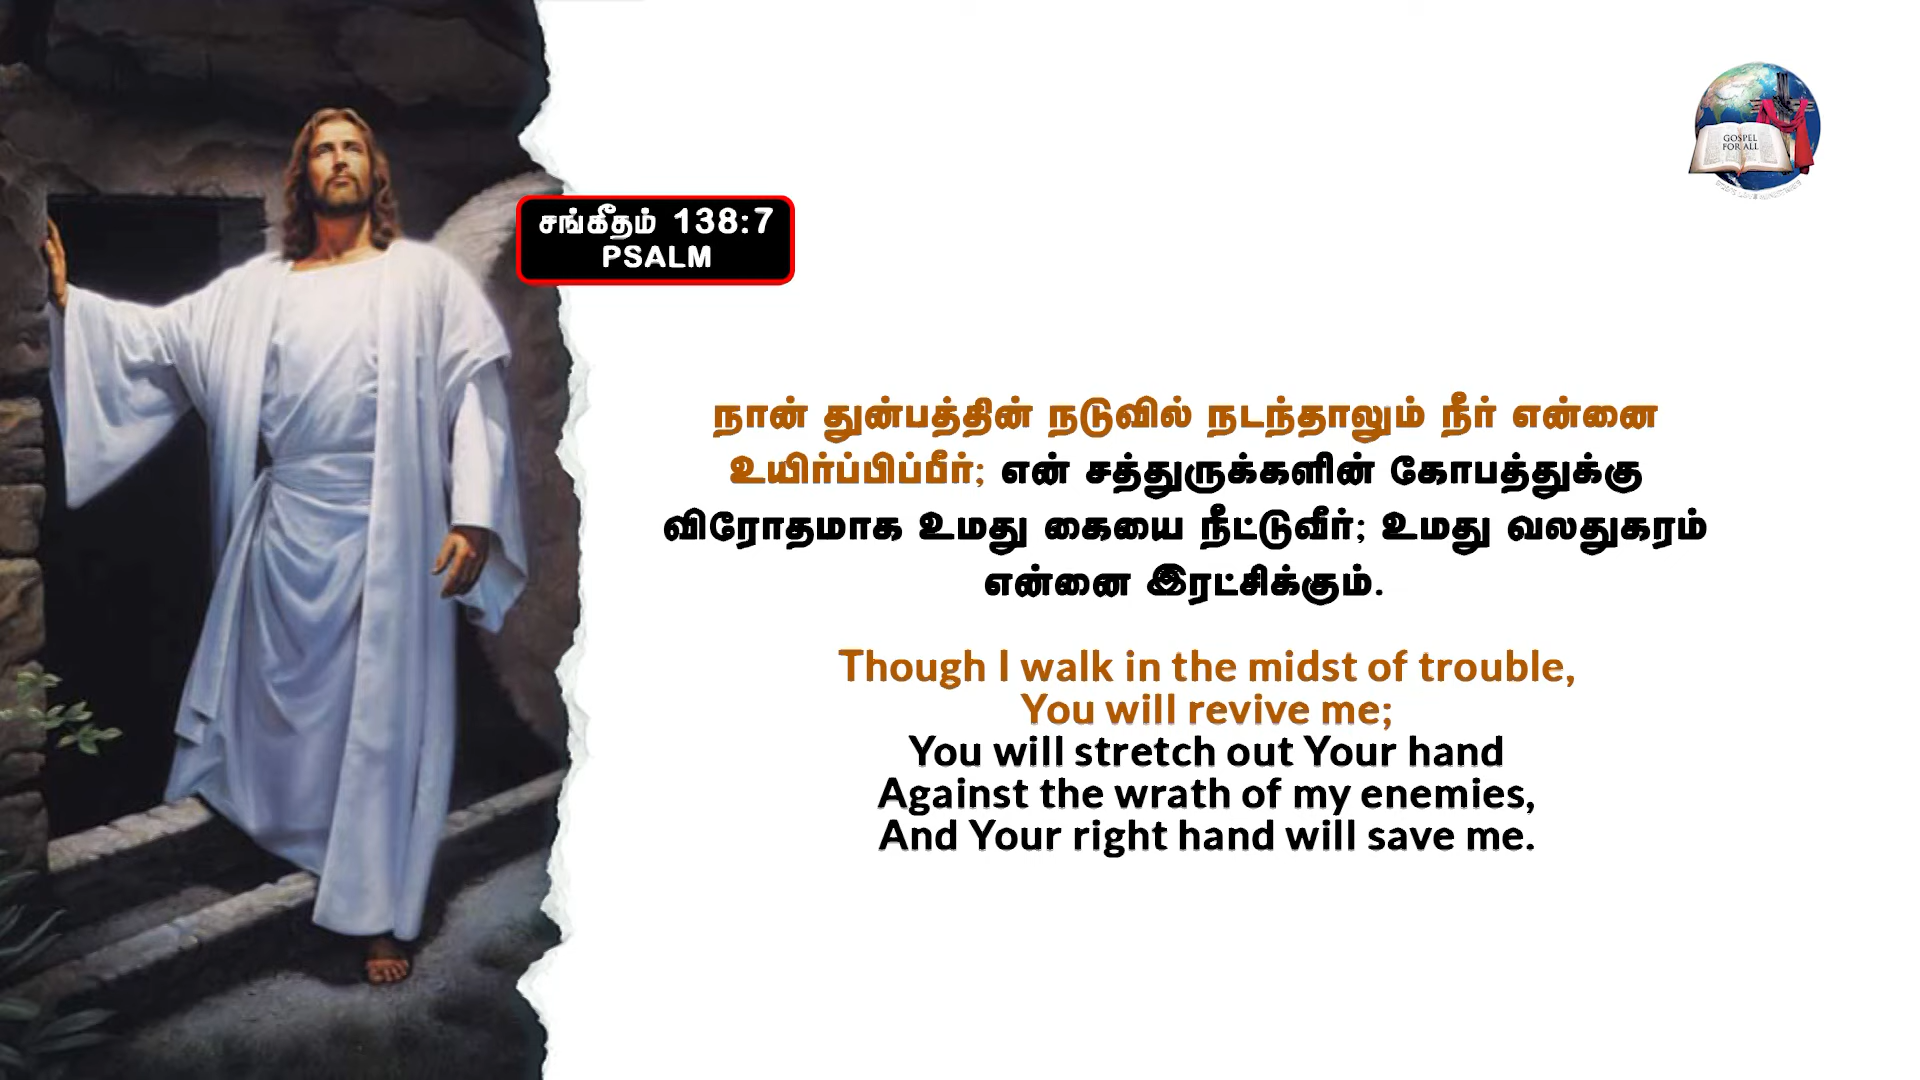 சங்கீதம் 138:7
PSALM
GOSPEL
FOR ALL
நான் துன்பத்தின் நடுவில் நடந்தாலும் நீர் என்னை
உயிர்ப்பிப்பீர்; என் சத்துருக்களின் கோபத்துக்கு
விரோதமாக உமது கையை நீட்டுவீர்; உமது வலதுகரம்
என்னை இரட்சிக்கும்.
Though I walk in the midst of trouble,
You will revive me;
You will stretch out Your hand
Against the wrath of my enemies,
And Your right hand will save me.